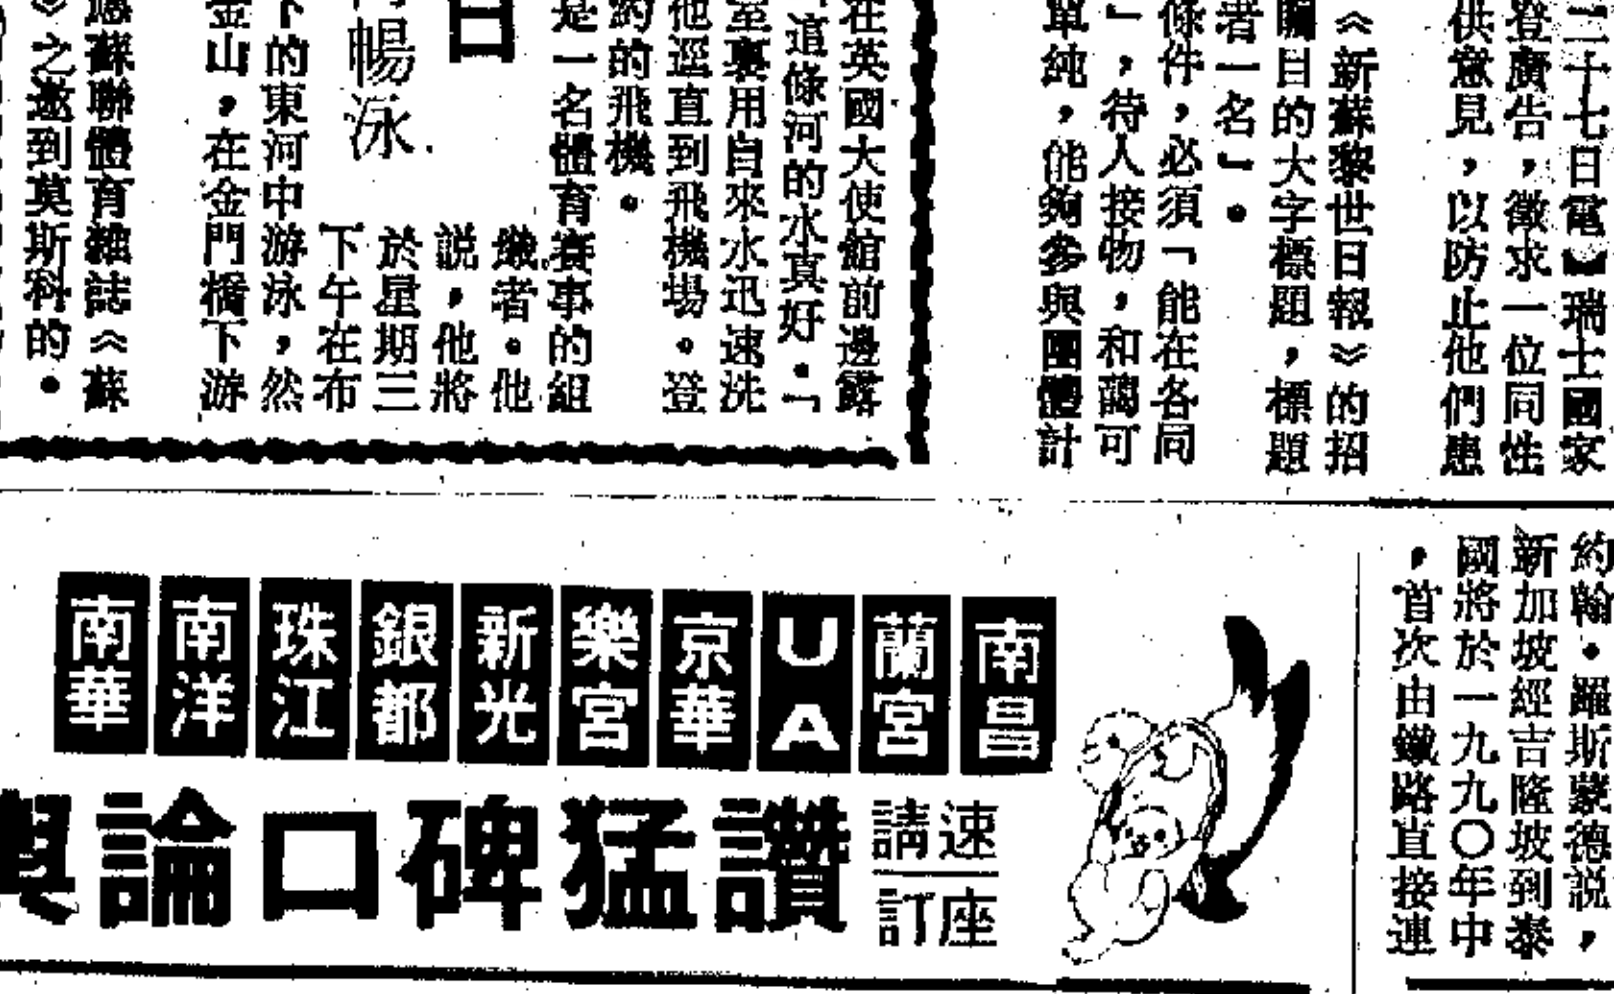 二十七日電】瑞士國家
登廣告，徵求一位同性
供意見，以防止他們患
《新蘇黎世日報》的招
矚目的大字標題，標題
者一名」。
條件，必須「能在各同
」，待人接物，和藹可
單純，能夠參與團體計
在英國大使館前邊露
這條河的水真好。「
室裏用自來水迅速洗
他逕直到飛機場。登
約的飛機。
是一名體育賽事的組
織者。他
説，他將
於星期三
下午在布
下的東河中游泳，然
金山，在金門橋下游
暢泳
應蘇聯體育雜誌《蘇
》之邀到莫斯科的。
約翰·羅斯蒙德説，
新加坡經吉隆坡到泰
國將於一九九〇年中
，首次由鐵路直接連
南華 南洋 珠江 銀都 新光 樂宮 京華 UA 蘭宮 南昌
輿論口碑猛讚
速請
座訂